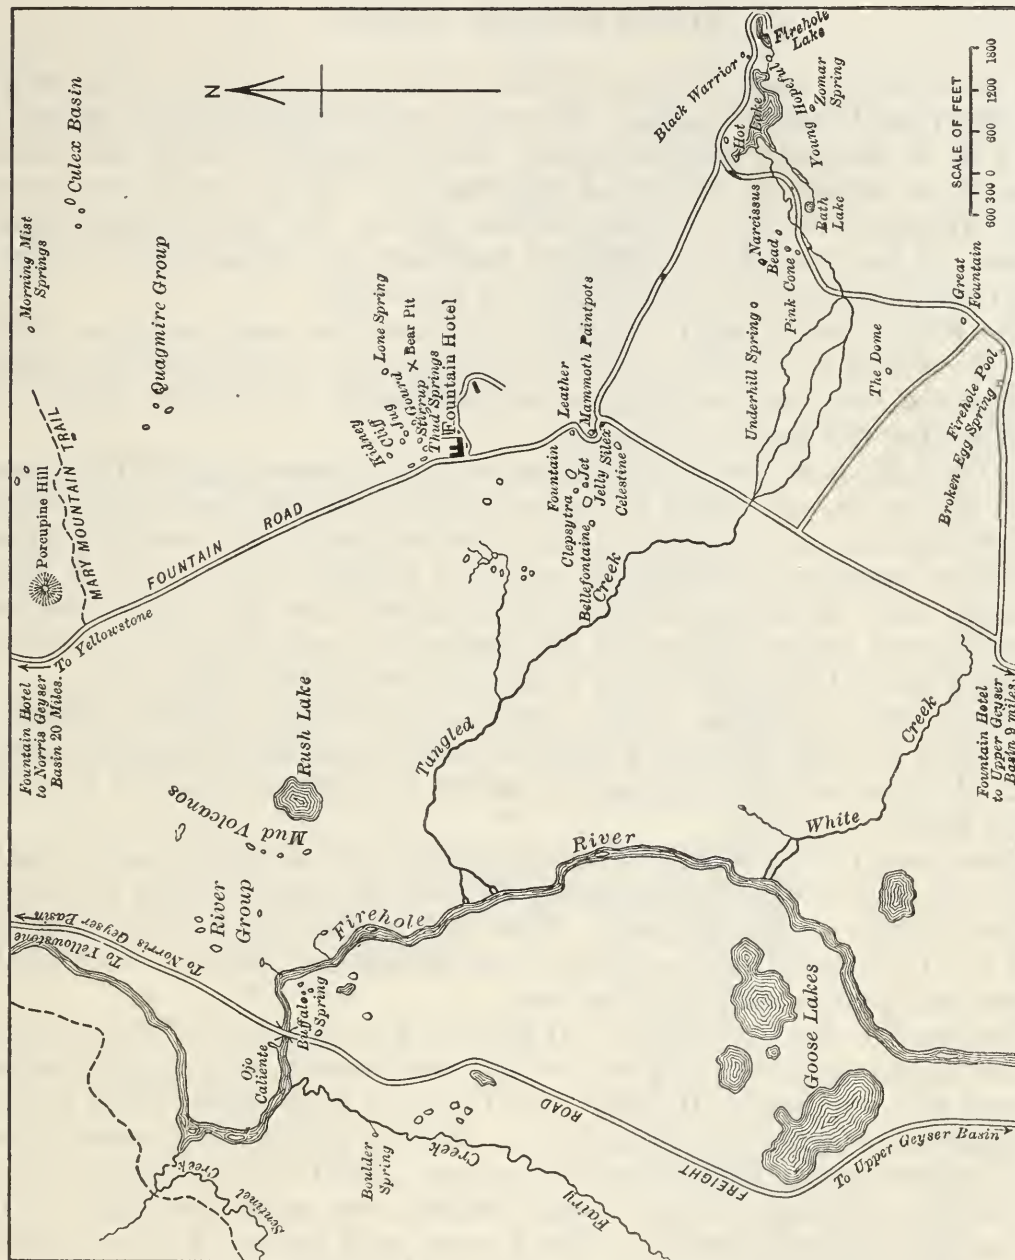 N
Culex Basin
Morning Mist
Springs
Quagmire Group
Porcupine Hill
MARY MOUNTAIN TRAIL
Fountain Hotel
to Norris Geyser
Basin 20 Miles.
To Yellowstone
FOUNTAIN ROAD
Lone Spring
Bear Pit
Kidney
Cliff
Jug
Gourd
Stirrup
Thud Springs
Fountain Hotel
Leather
Mammoth Paintpots
Fountain
Clepsytra
Jet
Jelly
Silex
Celestine
Bellefontaine
Black Warrior
Firehole
Lake
Hot
Lake
Young Hopeful
Zomar
Spring
Narcissus
Bead
Pink Cone
Bath
Lake
Underhill Spring
The Dome
Great
Fountain
Firehole Pool
Broken Egg Spring
SCALE OF FEET
600 300 0 600 1200 1800
Rush Lake
Mud Volcanos
River
Group
To Norris Geyser Basin
To Yellowstone
Firehole River
Tangled Creek
White Creek
Fountain Hotel
to Upper Geyser
Basin 9 miles.
Buffalo
Spring
Ojo
Caliente
Boulder
Spring
Fairy Creek
Sentinel Creek
FREIGHT ROAD
Goose Lakes
To Upper Geyser Basin